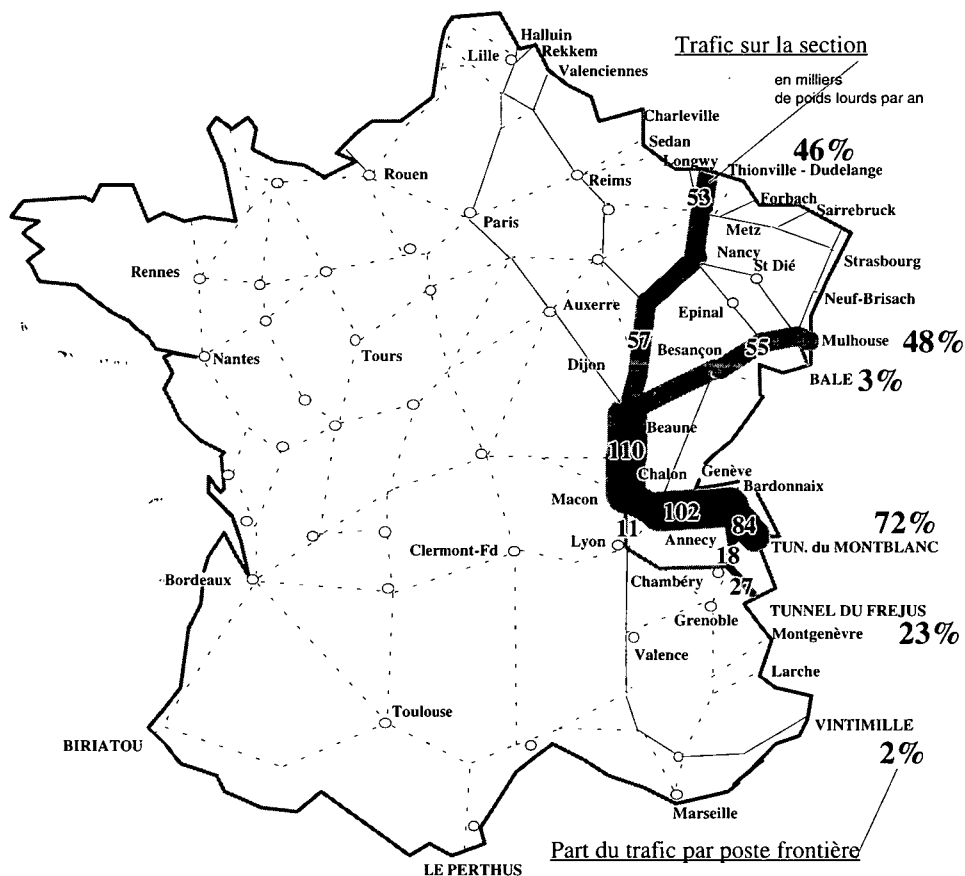 Halluin
Lille
Rekkem
Valenciennes
Trafic sur la section
en milliers
de poids lourds par an
Charleville
Sedan
46%
Longwy
Thionville - Dudelange
Rouen
Reims
53
Forbach
Sarrebruck
Paris
Metz
Nancy
St Dié
Strasbourg
Rennes
Auxerre
Epinal
Neuf-Brisach
Nantes
Tours
57
Besançon
55
Mulhouse
48%
Dijon
BALE 3%
Beaune
110
Chalon
Genève
Bardonnaix
Macon
102
84
72%
11
Lyon
Annecy
TUN. du MONTBLANC
Clermont-Fd
18
Bordeaux
Chambéry
27
Grenoble
TUNNEL DU FREJUS
23%
Montgenèvre
Valence
Larche
Toulouse
VINTIMILLE
BIRIATOU
2%
Marseille
Part du trafic par poste frontière
LE PERTHUS